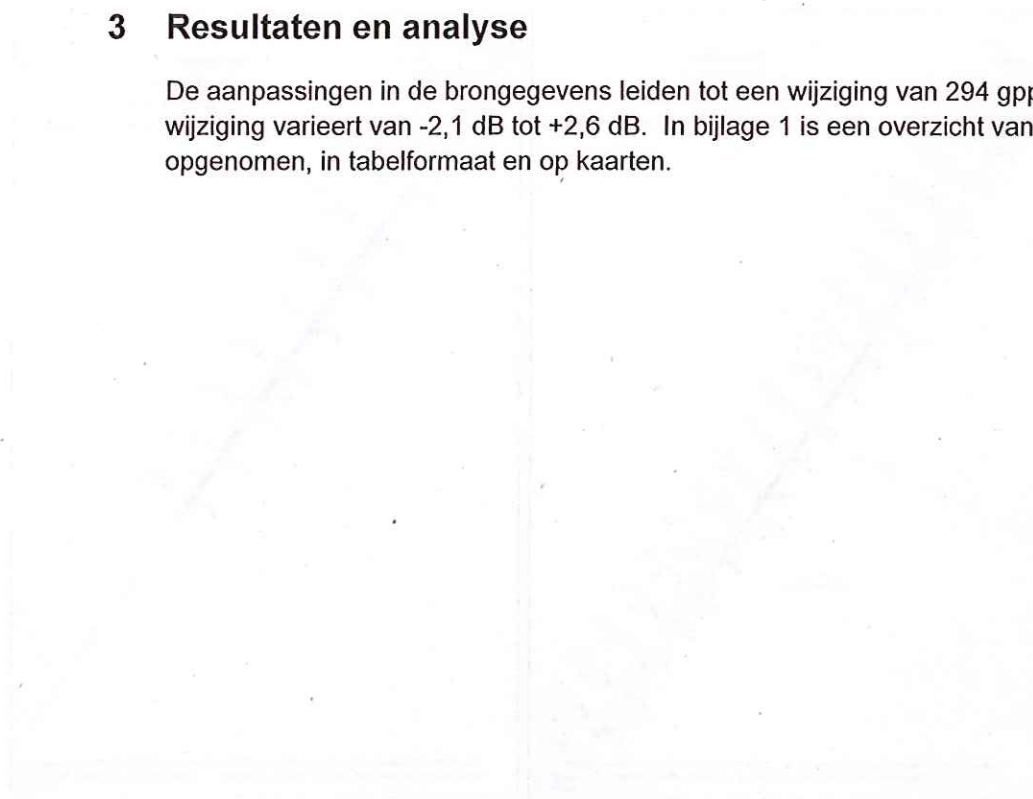 3 Resultaten en analyse
De aanpassingen in de brongegevens leiden tot een wijziging van 294
wijziging varieert van -2,1 dB tot +2,6 dB. In bijlage 1 is een overzicht van
opgenomen, in tabelformaat en op kaarten.